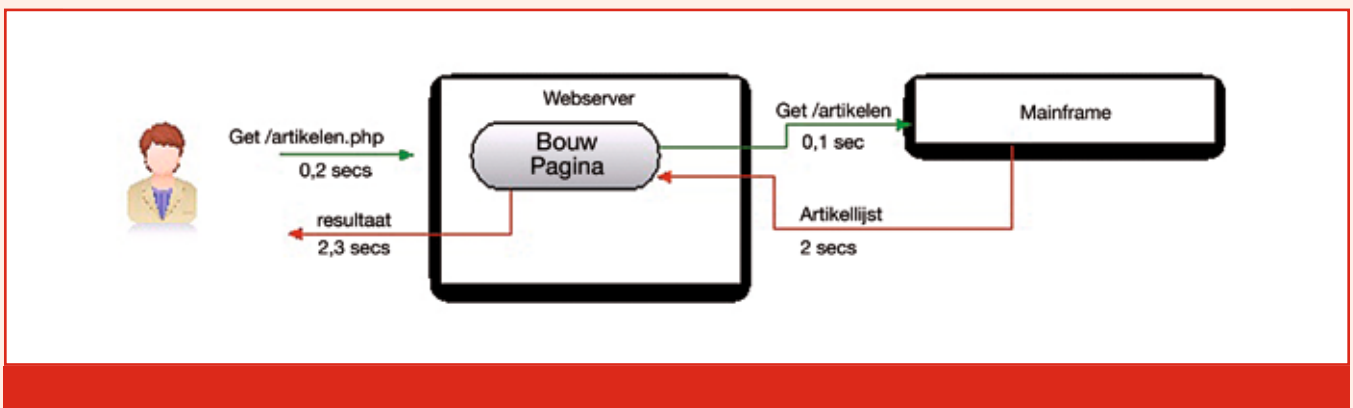 Webserver
Get /artikelen.php
0,2 secs
Bouw
Pagina
resultaat
2,3 secs
Get /artikelen
0,1 sec
Mainframe
Artikellijst
2 secs